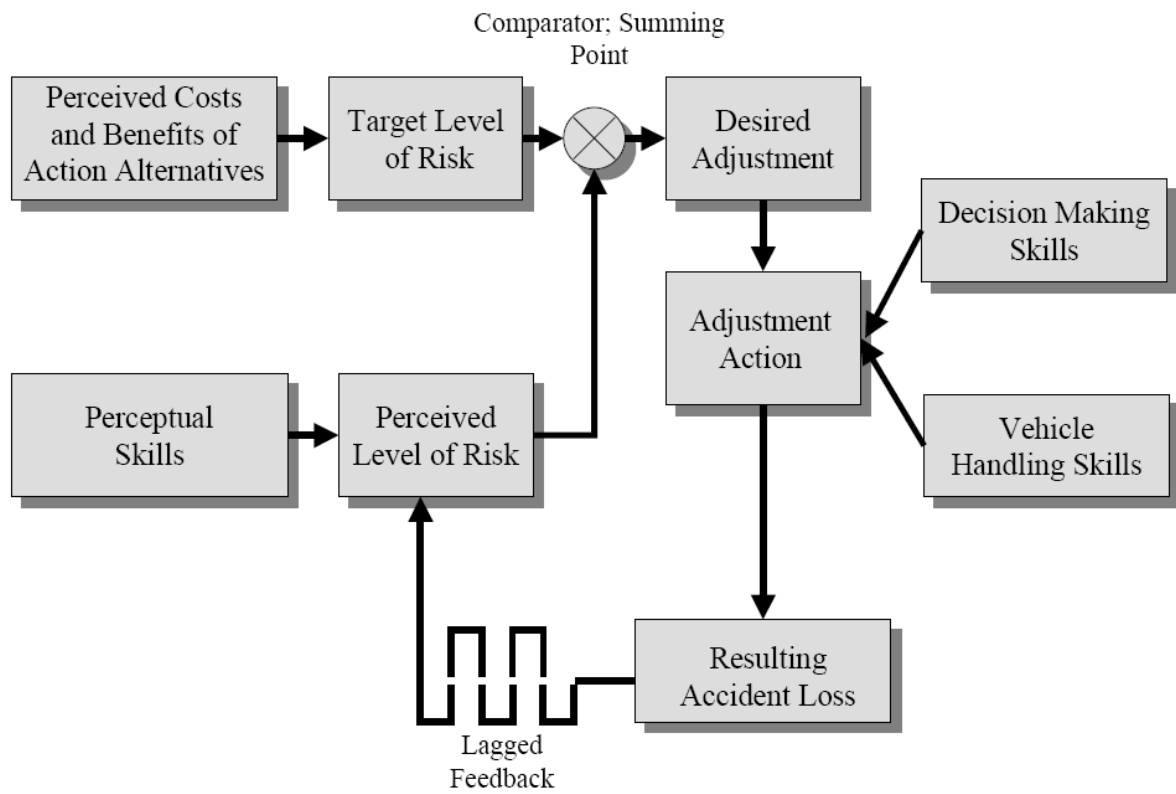 Comparator; Summing
Point
Perceived Costs
and Benefits of
Action Alternatives
Target Level
of Risk
Desired
Adjustment
Decision Making
Skills
Adjustment
Action
Perceptual
Skills
Perceived
Level of Risk
Vehicle
Handling Skills
Resulting
Accident Loss
Lagged
Feedback